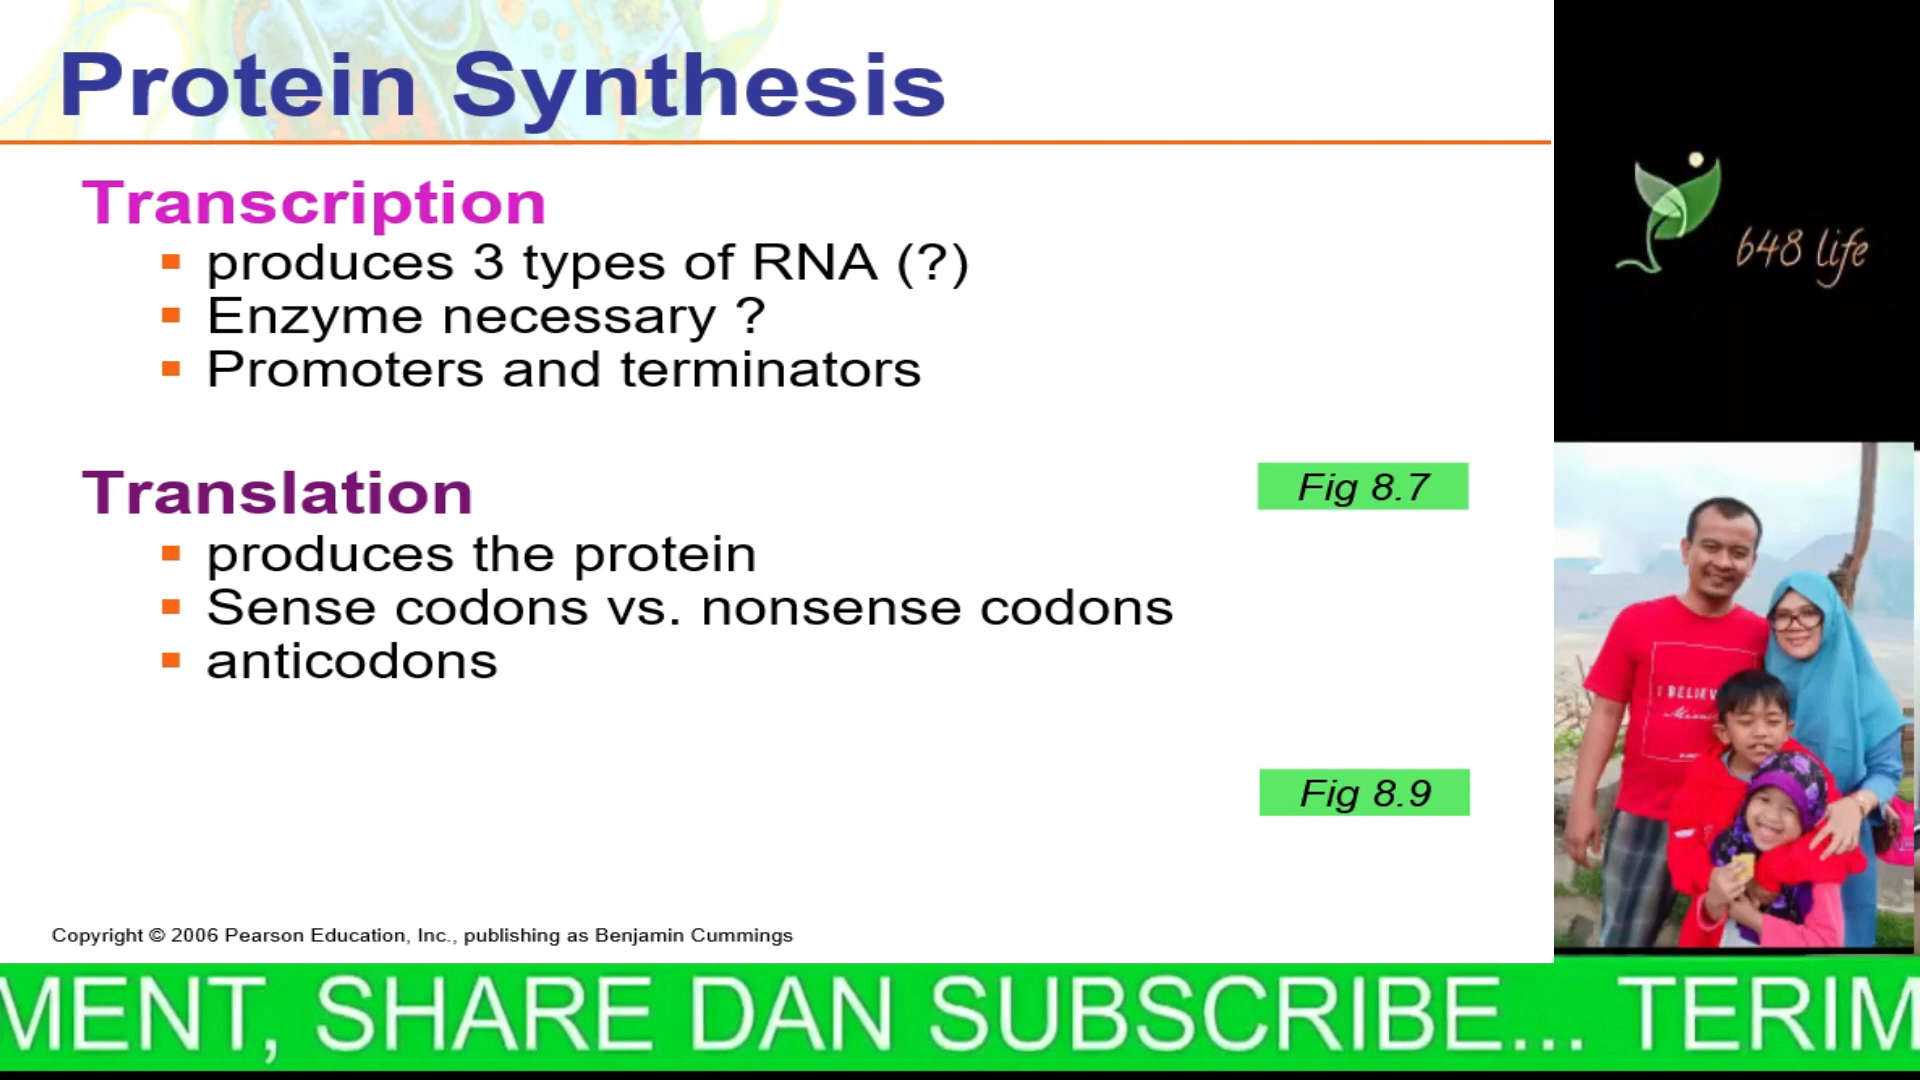 Protein Synthesis
Transcription
produces 3 types of RNA (?)
Enzyme necessary ?
Promoters and terminators
Translation
Fig 8.7
produces the protein
Sense codons vs. nonsense codons
anticodons
Fig 8.9
Copyright © 2006 Pearson Education, Inc., publishing as Benjamin Cummings
648 life
I BELIEV
MENT, SHARE DAN SUBSCRIBE... TERIM